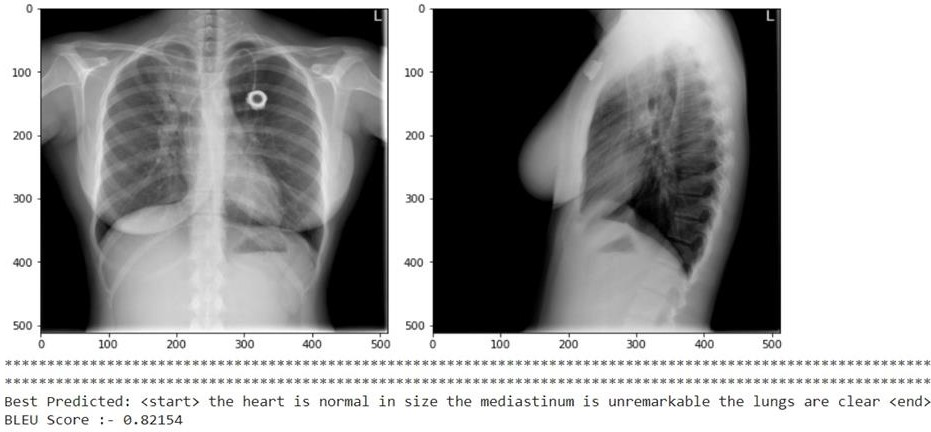 0
100
200
300
400
500
0 100 200 300 400 500
L
0
100
200
300
400
500
0 100 200 300 400 500
L
****************************************************************************************************
****************************************************************************************************
Best Predicted: <start> the heart is normal in size the mediastinum is unremarkable the lungs are clear <end>
BLEU Score :- 0.82154